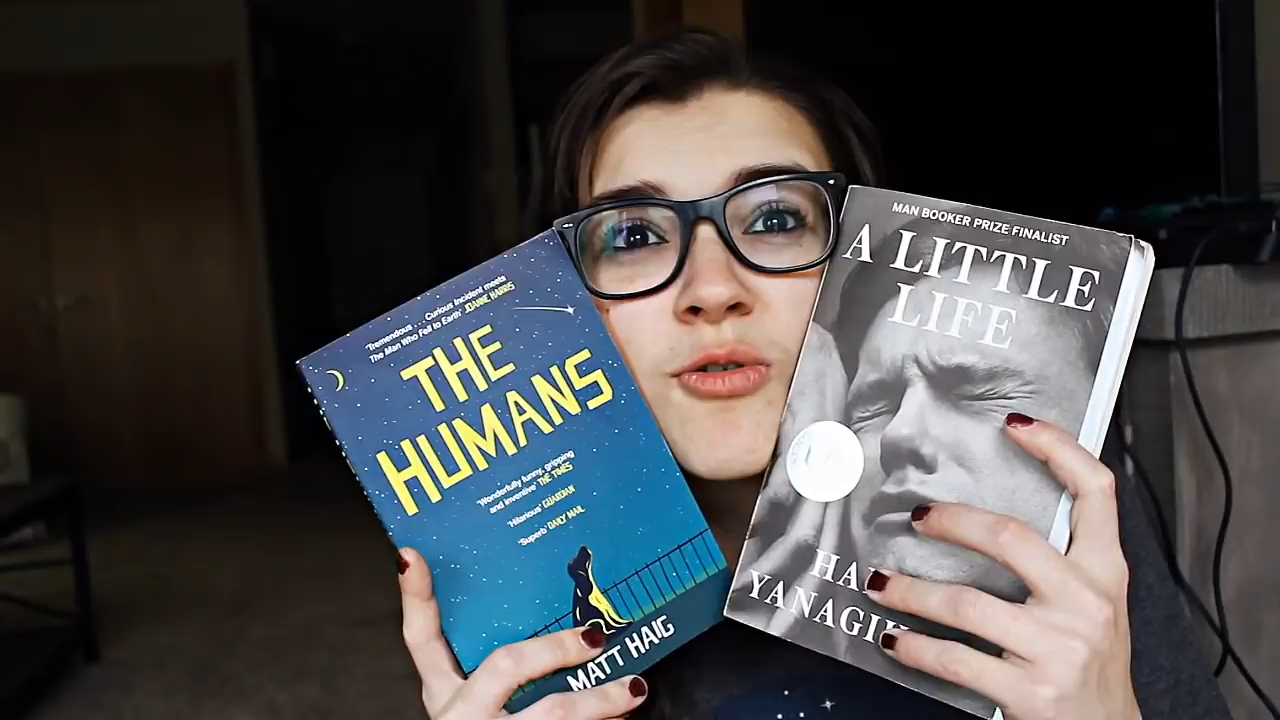 'Tremendous . . . Curious Incident meets
The Man Who Fell to Earth' JOANNE HARRIS
THE
HUMANS
'Wonderfully funny, gripping
and inventive' THE TIMES
'Hilarious' GUARDIAN
'Superb' DAILY MAIL
MATT HAIG
MAN BOOKER PRIZE FINALIST
A LITTLE
LIFE
HA
YANAGI